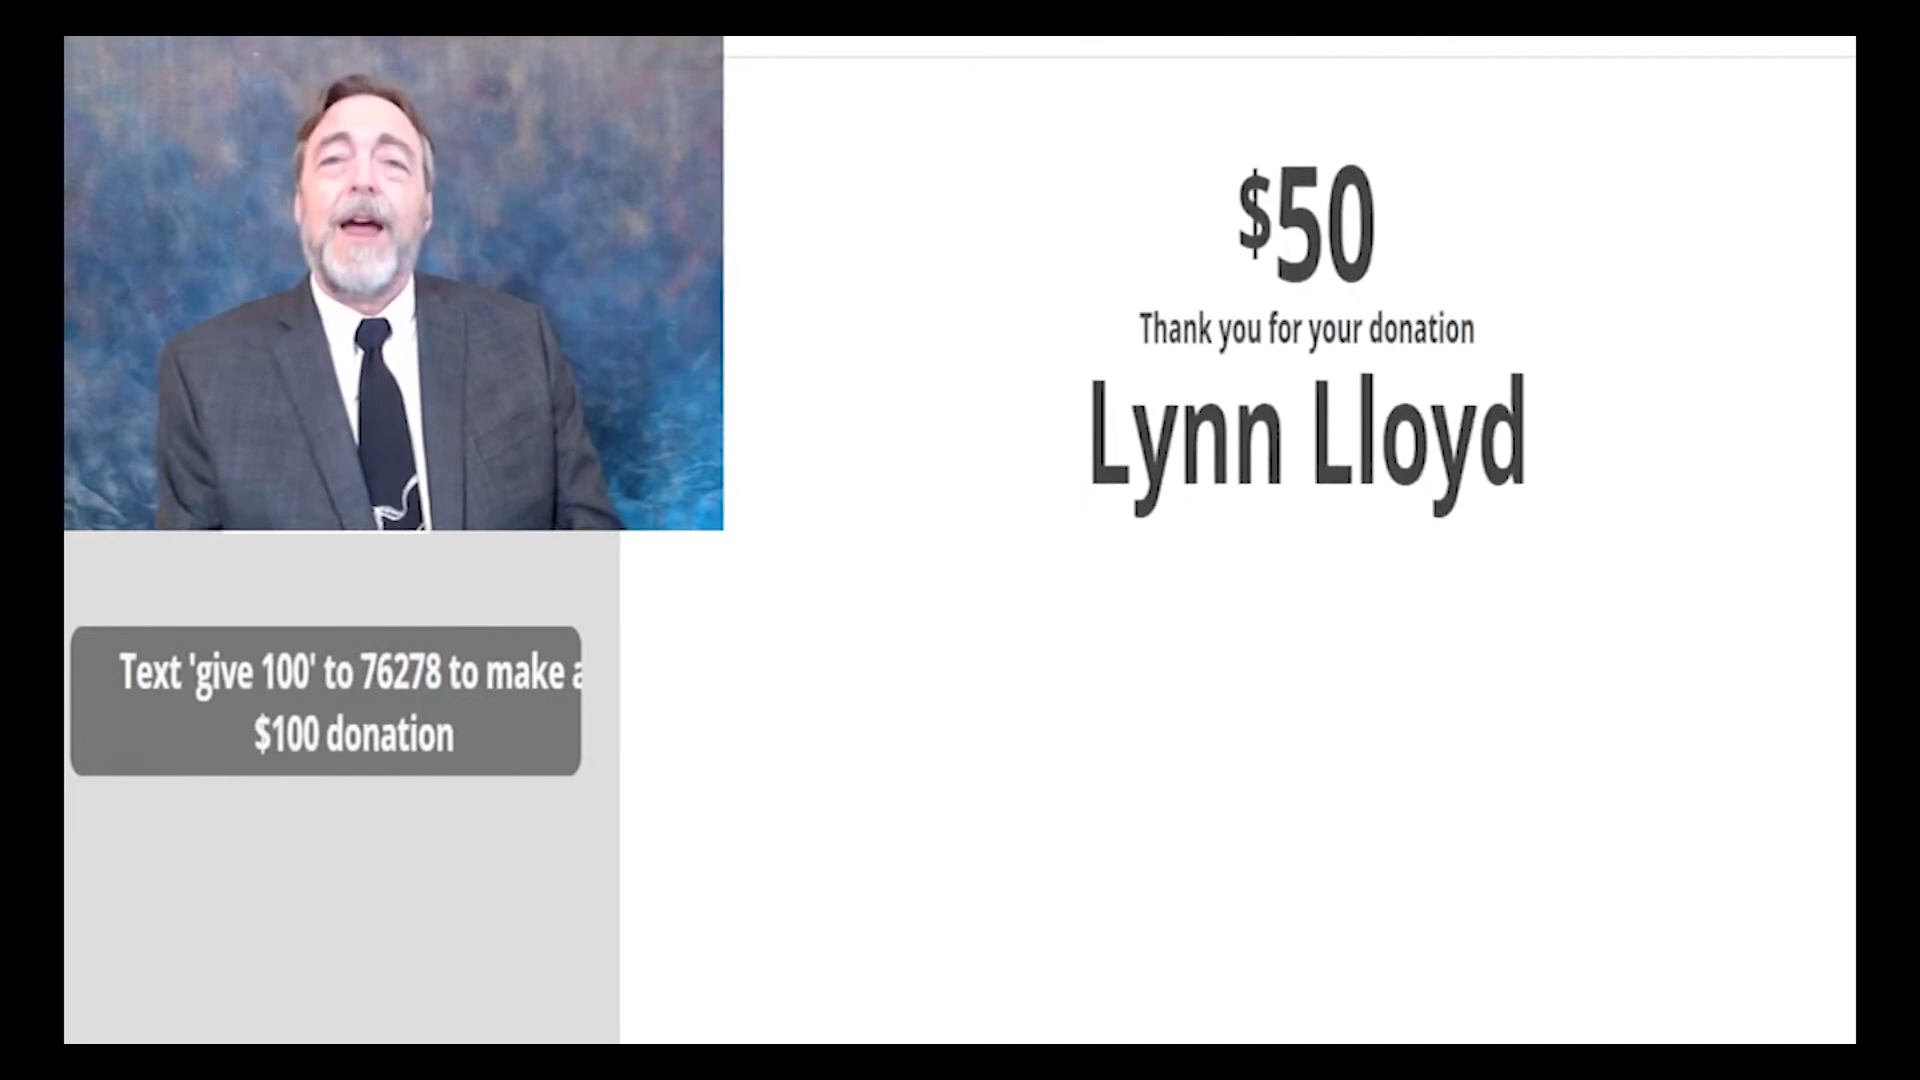 $50
Thank you for your donation
Lynn Lloyd
Text 'give 100' to 76278 to make a
$100 donation